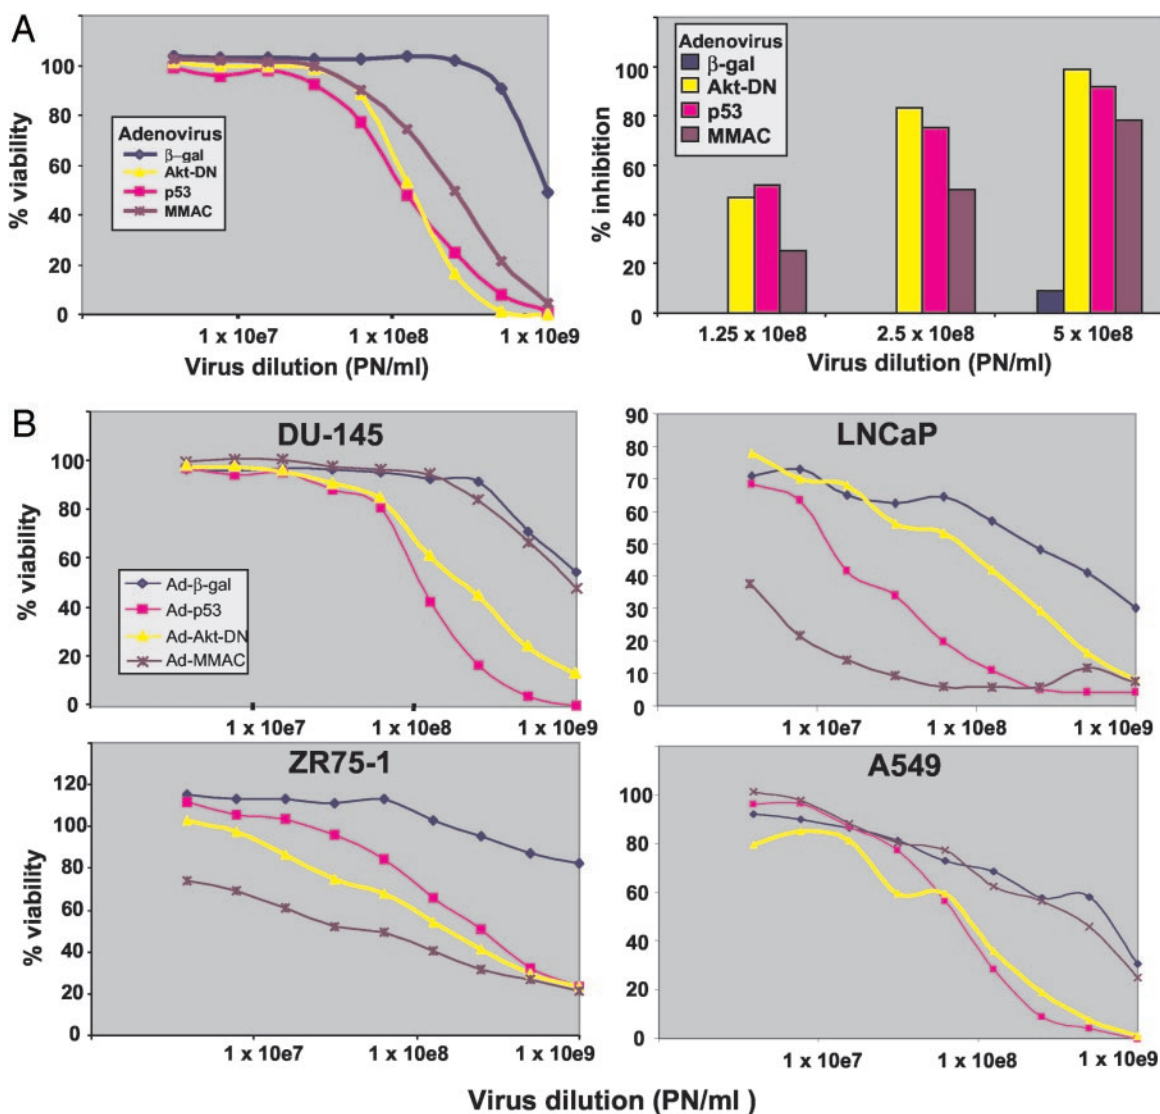 A
% viability
100
80
60
40
20
0
Adenovirus
β–gal
Akt-DN
p53
MMAC
1 x 10e7
1 x 10e8
1 x 10e9
Virus dilution (PN/ml)
% inhibition
100
80
60
40
20
0
Adenovirus
β-gal
Akt-DN
p53
MMAC
1.25 x 10e8
2.5 x 10e8
5 x 10e8
Virus dilution (PN/ml)
B
DU-145
% viability
100
80
60
40
20
0
Ad-β-gal
Ad-p53
Ad-Akt-DN
Ad-MMAC
1 x 10e7
1 x 10e8
1 x 10e9
LNCaP
90
80
70
60
50
40
30
20
10
0
1 x 10e7
1 x 10e8
1 x 10e9
ZR75-1
% viability
120
100
80
60
40
20
0
1 x 10e7
1 x 10e8
1 x 10e9
A549
100
80
60
40
20
0
1 x 10e7
1 x 10e8
1 x 10e9
Virus dilution (PN/ml )